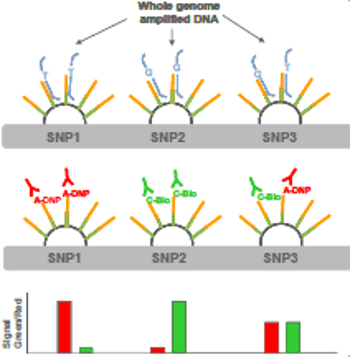 Whole genome
amplified DNA
T T G G G T
SNP1 SNP2 SNP3
A-DNP A-DNP C-Bio C-Bio C-Bio A-DNP
SNP1 SNP2 SNP3
Signal
Green/Red